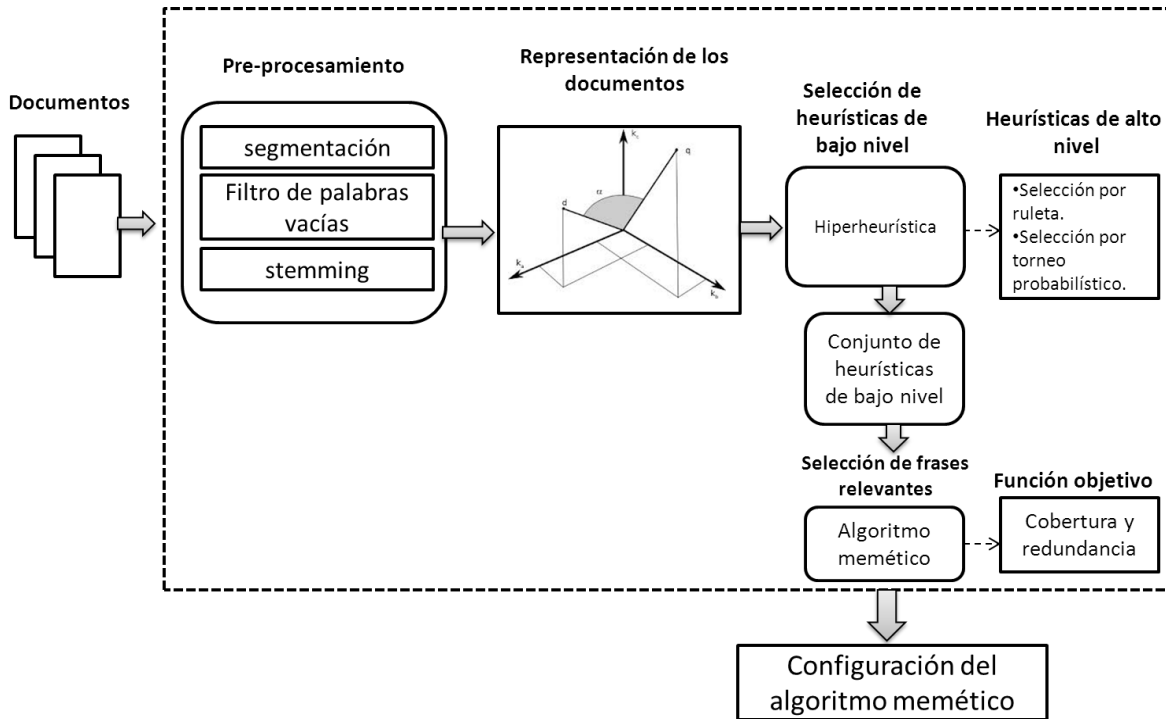 Documentos
Pre-procesamiento
segmentación
Filtro de palabras
vacías
stemming
Representación de los
documentos
k
q
α
d
k
k
Selección de
heurísticas de
bajo nivel
Hiperheurística
Heurísticas de alto
nivel
•Selección por
ruleta.
•Selección por
torneo
probabilístico.
Conjunto de
heurísticas
de bajo nivel
Selección de frases
relevantes
Algoritmo
memético
Función objetivo
Cobertura y
redundancia
Configuración del
algoritmo memético